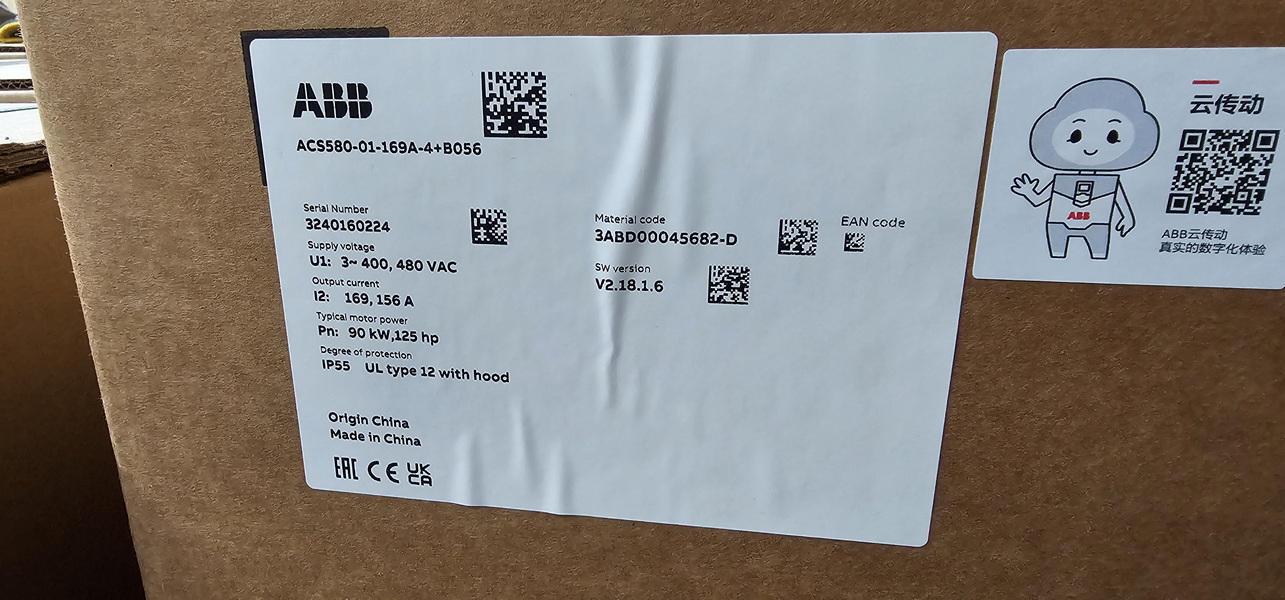 ABB
ACS580-01-169A-4+B056
Serial Number
3240160224
Supply voltage
U1: 3~ 400, 480 VAC
Output current
I2: 169, 156 A
Typical motor power
Pn: 90 kW,125 hp
Degree of protection
IP55 UL type 12 with hood
Origin China
Made in China
EAC CE UK
CA
Material code
3ABD00045682-D
SW version
V2.18.1.6
EAN code
云传动
ABB
ABB云传动
真实的数字化体验